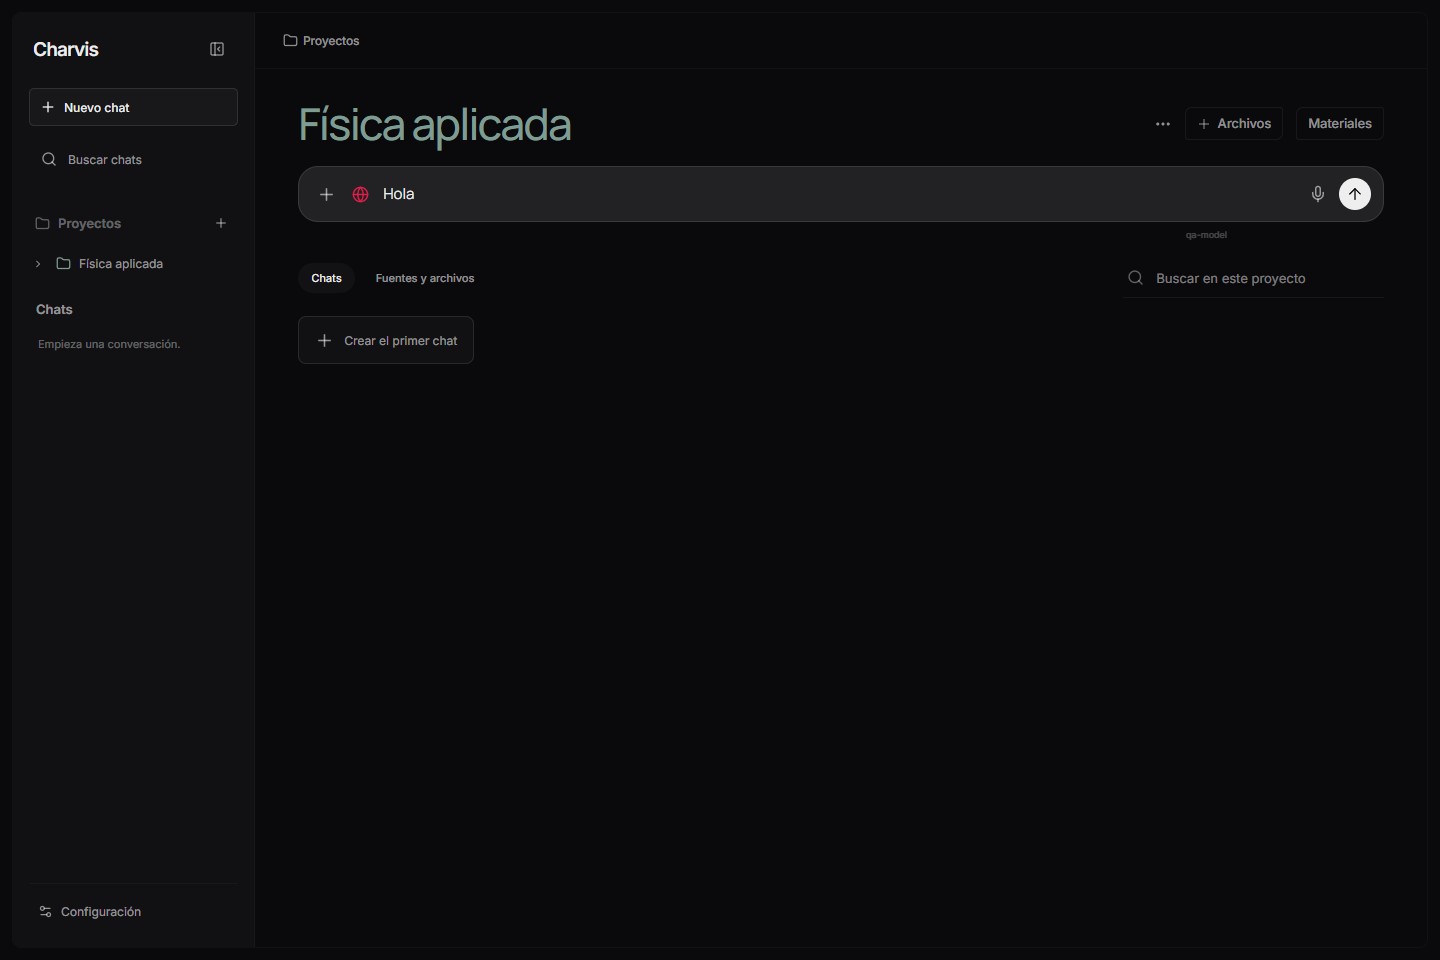 Charvis
Nuevo chat
Buscar chats
Proyectos
Física aplicada
Chats
Empieza una conversación.
Configuración
Proyectos
Física aplicada
Archivos
Materiales
Hola
qa-model
Chats
Fuentes y archivos
Buscar en este proyecto
Crear el primer chat